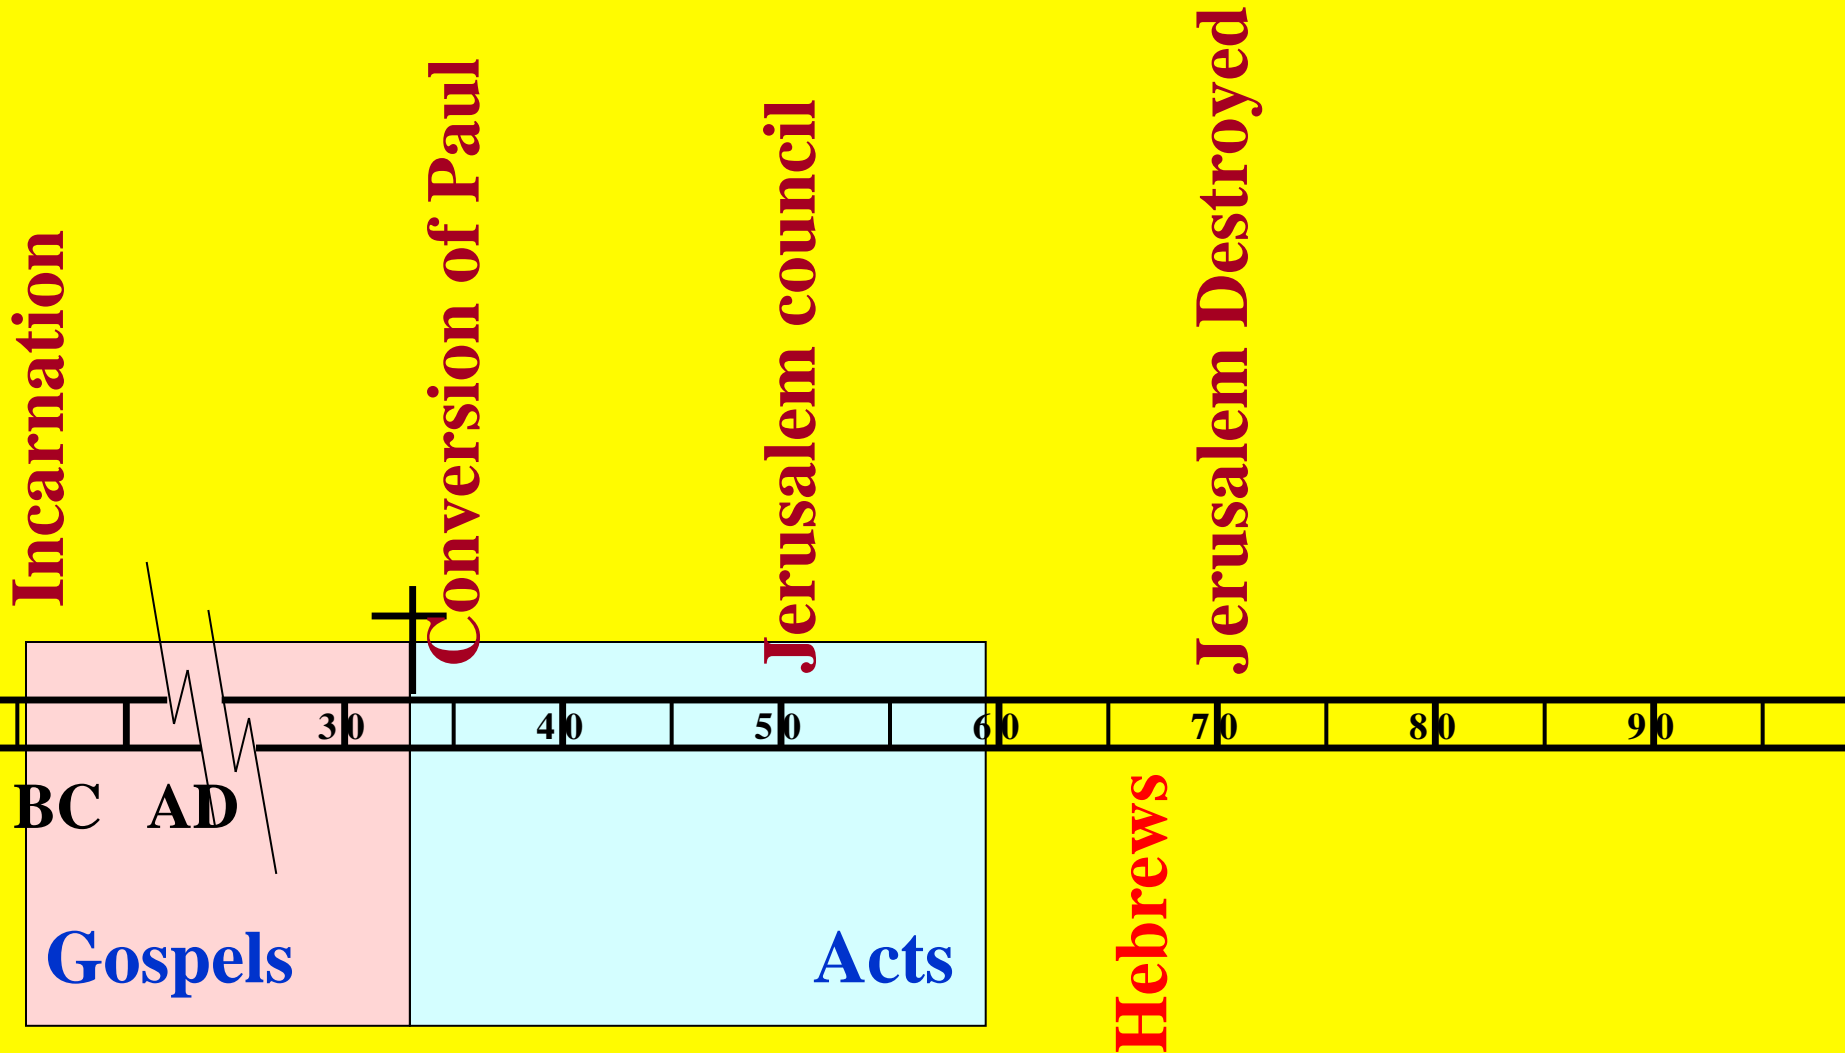 Incarnation
Conversion of Paul
Jerusalem council
Jerusalem Destroyed
30 40 50 60 70 80 90
BC AD
Gospels
Acts
Hebrews